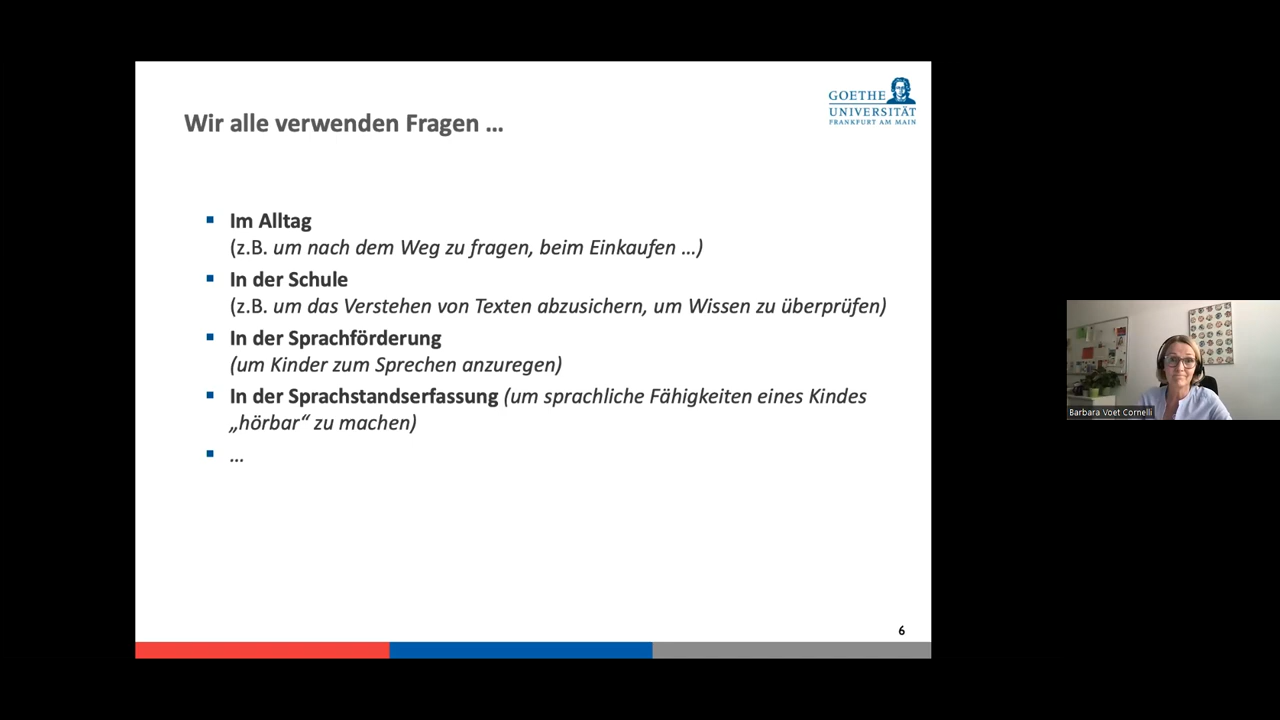 GOETHE
UNIVERSITÄT
FRANKFURT AM MAIN
Wir alle verwenden Fragen …
▪ Im Alltag
(z.B. um nach dem Weg zu fragen, beim Einkaufen …)
▪ In der Schule
(z.B. um das Verstehen von Texten abzusichern, um Wissen zu überprüfen)
▪ In der Sprachförderung
(um Kinder zum Sprechen anzuregen)
▪ In der Sprachstandserfassung (um sprachliche Fähigkeiten eines Kindes
„hörbar“ zu machen)
▪ …
6
Barbara Voet Cornelli